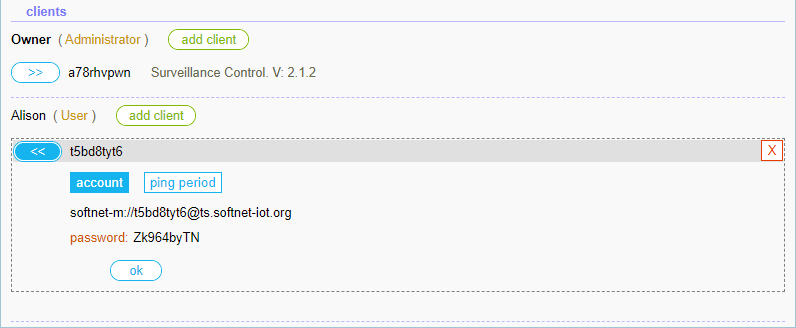 clients
Owner ( Administrator ) add client
>> a78rhvpwn Surveillance Control. V: 2.1.2
Alison ( User ) add client
<< t5bd8tyt6 X
account ping period
softnet-m://t5bd8tyt6@ts.softnet-iot.org
password: Zk964byTN
ok